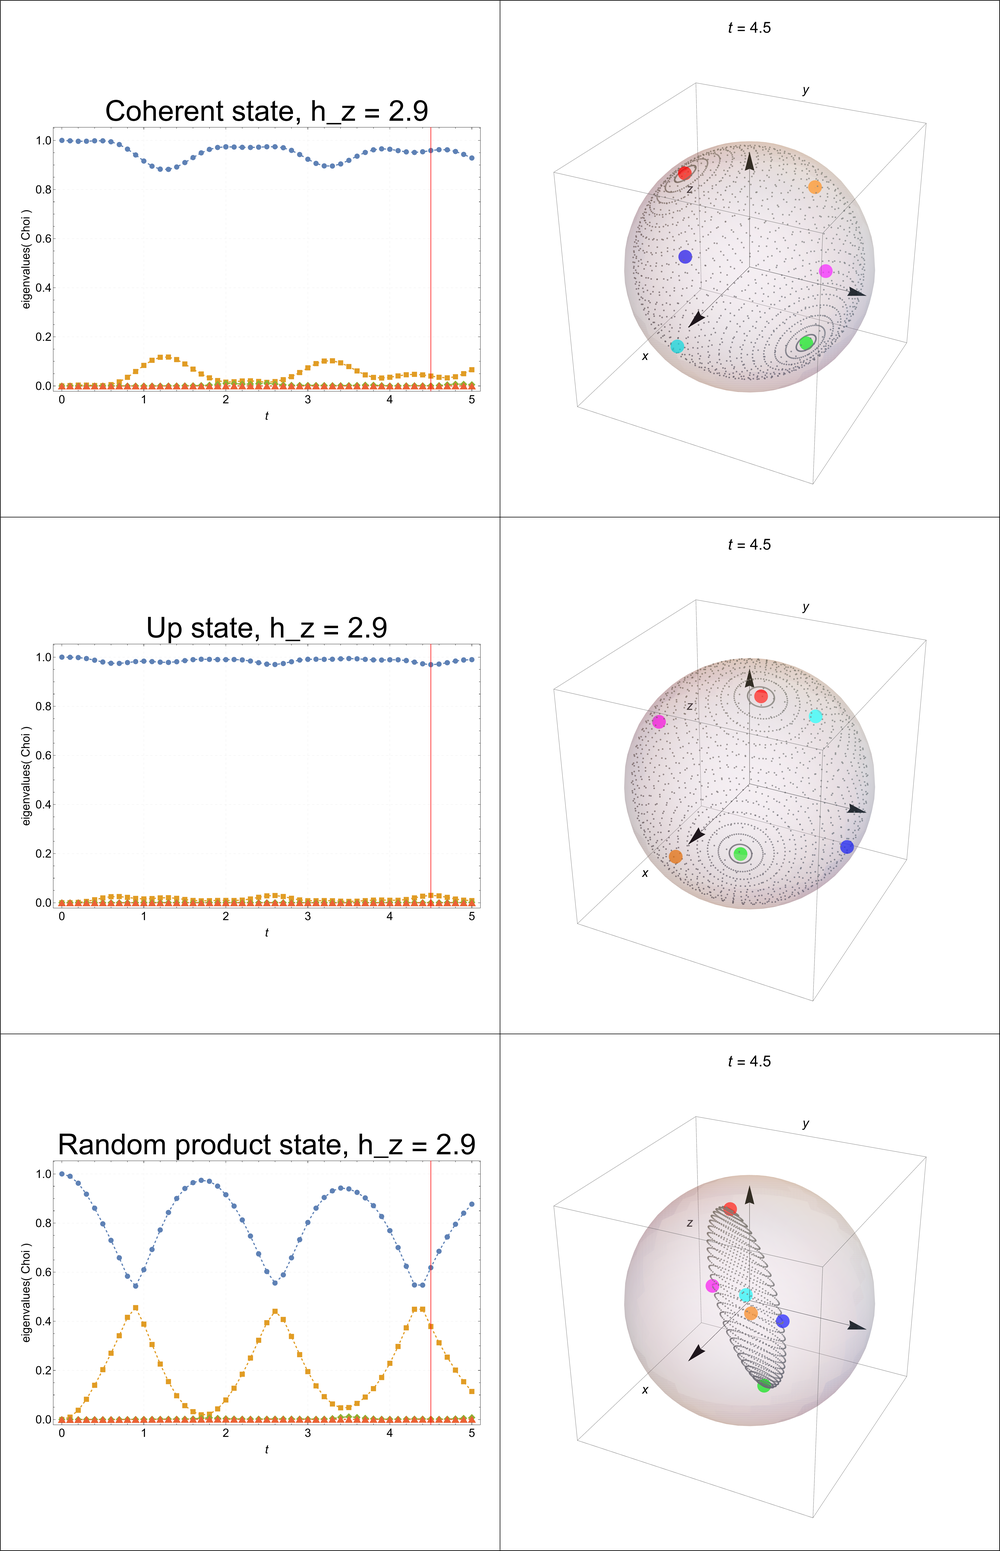 Coherent state, h_z = 2.9
eigenvalues( Choi )
1.0
0.8
0.6
0.4
0.2
0.0
0 1 2 3 4 5
t
t = 4.5
y
z
x
Up state, h_z = 2.9
eigenvalues( Choi )
1.0
0.8
0.6
0.4
0.2
0.0
0 1 2 3 4 5
t
t = 4.5
y
z
x
Random product state, h_z = 2.9
eigenvalues( Choi )
1.0
0.8
0.6
0.4
0.2
0.0
0 1 2 3 4 5
t
t = 4.5
y
z
x